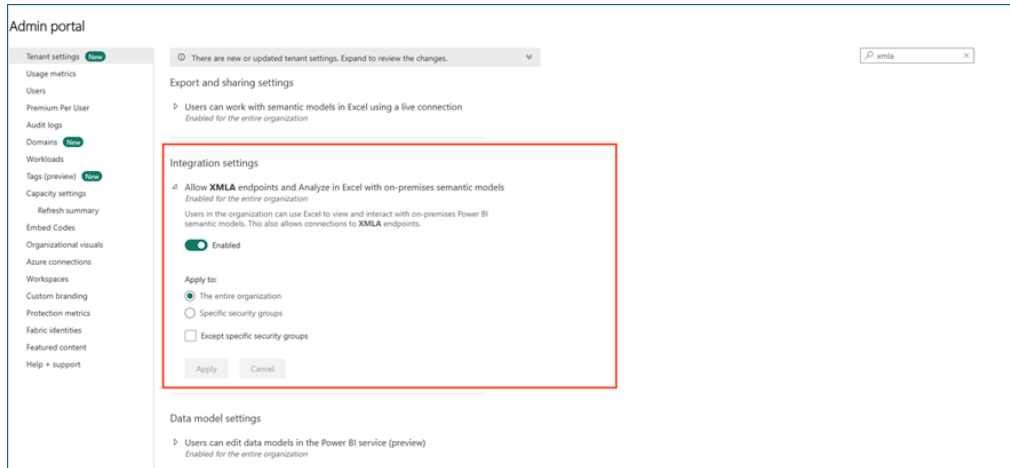 Admin portal
Tenant settings New
Usage metrics
Users
Premium Per User
Audit logs
Domains New
Workloads
Tags (preview) New
Capacity settings
Refresh summary
Embed Codes
Organizational visuals
Azure connections
Workspaces
Custom branding
Protection metrics
Fabric identities
Featured content
Help + support
There are new or updated tenant settings. Expand to review the changes.
xmla
Export and sharing settings
Users can work with semantic models in Excel using a live connection
Enabled for the entire organization
Integration settings
Allow XMLA endpoints and Analyze in Excel with on-premises semantic models
Enabled for the entire organization
Users in the organization can use Excel to view and interact with on-premises Power BI
semantic models. This also allows connections to XMLA endpoints.
Enabled
Apply to:
The entire organization
Specific security groups
Except specific security groups
Apply Cancel
Data model settings
Users can edit data models in the Power BI service (preview)
Enabled for the entire organization